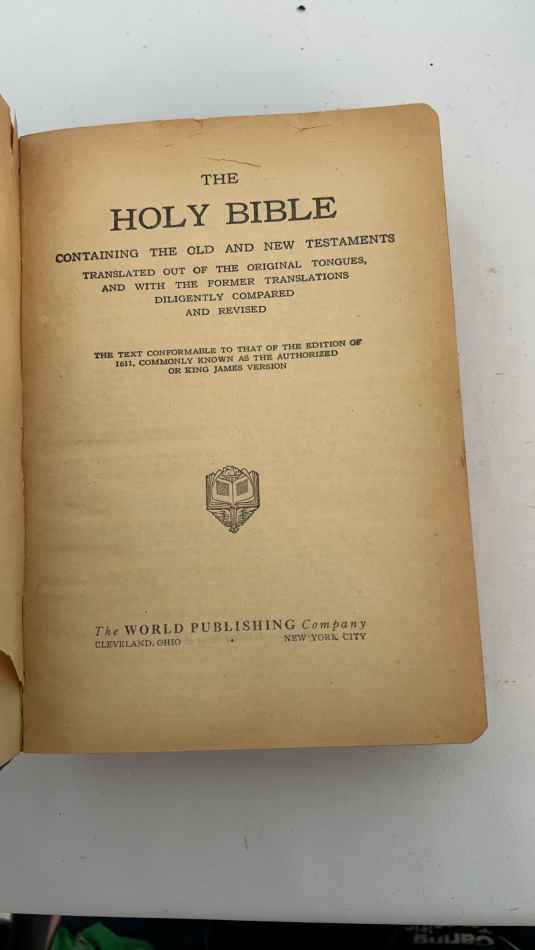 THE
HOLY BIBLE
CONTAINING THE OLD AND NEW TESTAMENTS
TRANSLATED OUT OF THE ORIGINAL TONGUES,
AND WITH THE FORMER TRANSLATIONS
DILIGENTLY COMPARED
AND REVISED
THE TEXT CONFORMABLE TO THAT OF THE EDITION OF
1611, COMMONLY KNOWN AS THE AUTHORIZED
OR KING JAMES VERSION
The WORLD PUBLISHING Company
CLEVELAND, OHIO NEW YORK CITY